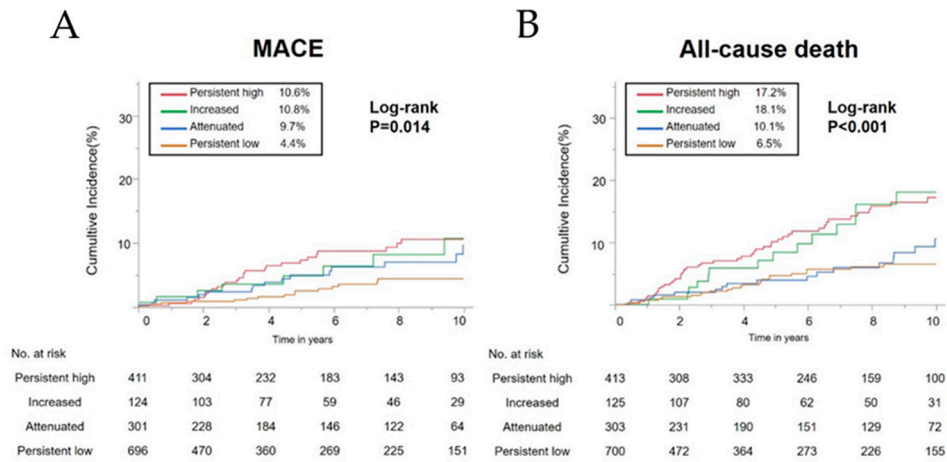 A
B
MACE
All-cause death
Persistent high 10.6%
Increased 10.8%
Attenuated 9.7%
Persistent low 4.4%
Log-rank
P=0.014
Persistent high 17.2%
Increased 18.1%
Attenuated 10.1%
Persistent low 6.5%
Log-rank
P<0.001
Cumultive Incidence(%)
30
20
10
0 2 4 6 8 10
Time in years
Cumultive Incidence(%)
30
20
10
0 2 4 6 8 10
Time in years
No. at risk
Persistent high 411 304 232 183 143 93
Increased 124 103 77 59 46 29
Attenuated 301 228 184 146 122 64
Persistent low 696 470 360 269 225 151
No. at risk
Persistent high 413 308 333 246 159 100
Increased 125 107 80 62 50 31
Attenuated 303 231 190 151 129 72
Persistent low 700 472 364 273 226 155